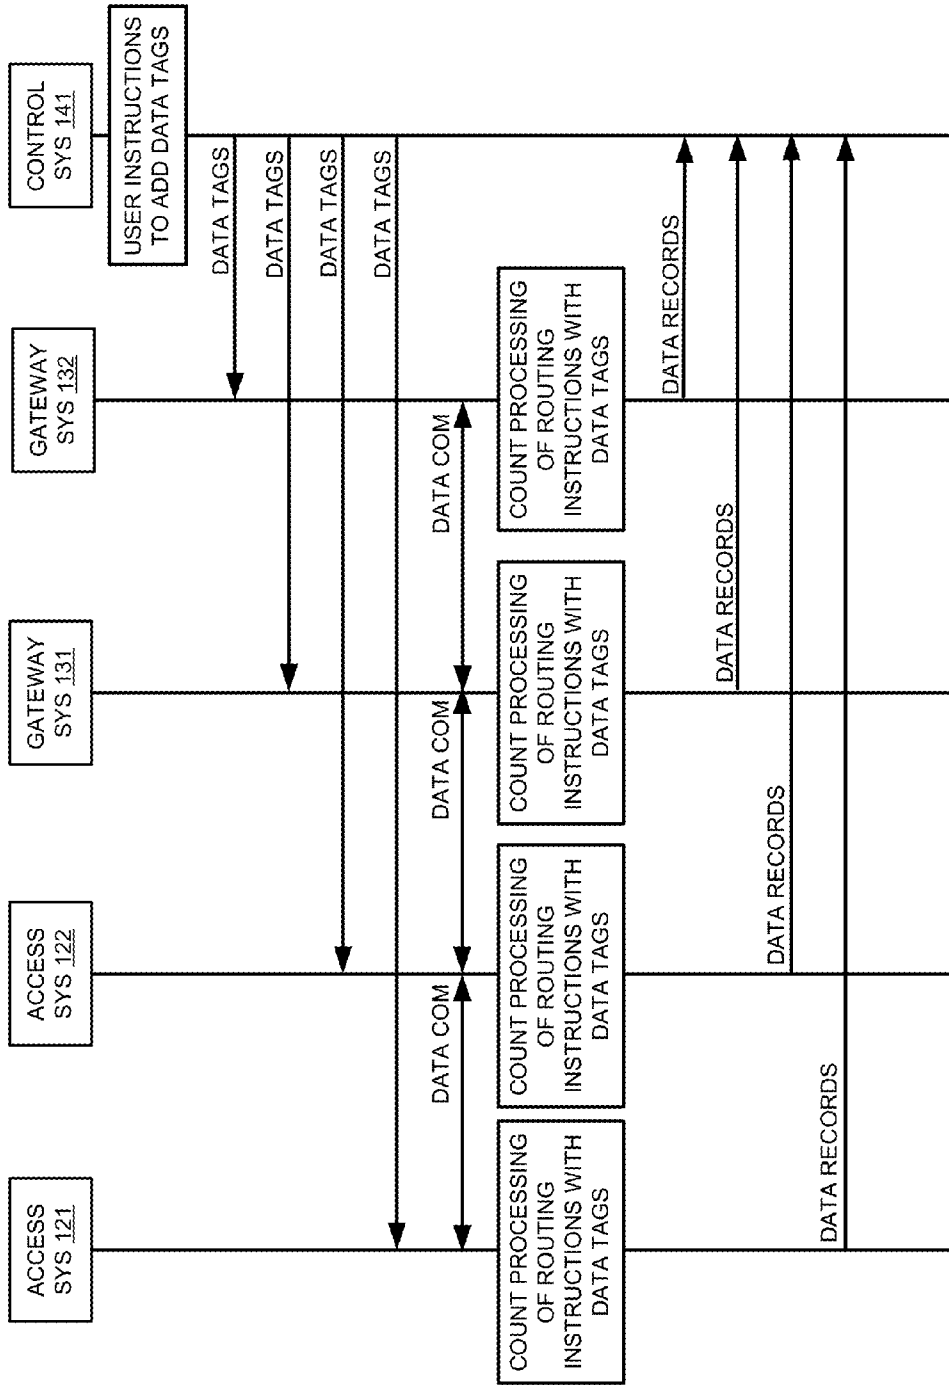 ACCESS
SYS 121
ACCESS
SYS 122
GATEWAY
SYS 131
GATEWAY
SYS 132
CONTROL
SYS 141
USER INSTRUCTIONS
TO ADD DATA TAGS
DATA TAGS
DATA TAGS
DATA TAGS
DATA TAGS
DATA COM
DATA COM
DATA COM
COUNT PROCESSING
OF ROUTING
INSTRUCTIONS WITH
DATA TAGS
COUNT PROCESSING
OF ROUTING
INSTRUCTIONS WITH
DATA TAGS
COUNT PROCESSING
OF ROUTING
INSTRUCTIONS WITH
DATA TAGS
COUNT PROCESSING
OF ROUTING
INSTRUCTIONS WITH
DATA TAGS
DATA RECORDS
DATA RECORDS
DATA RECORDS
DATA RECORDS